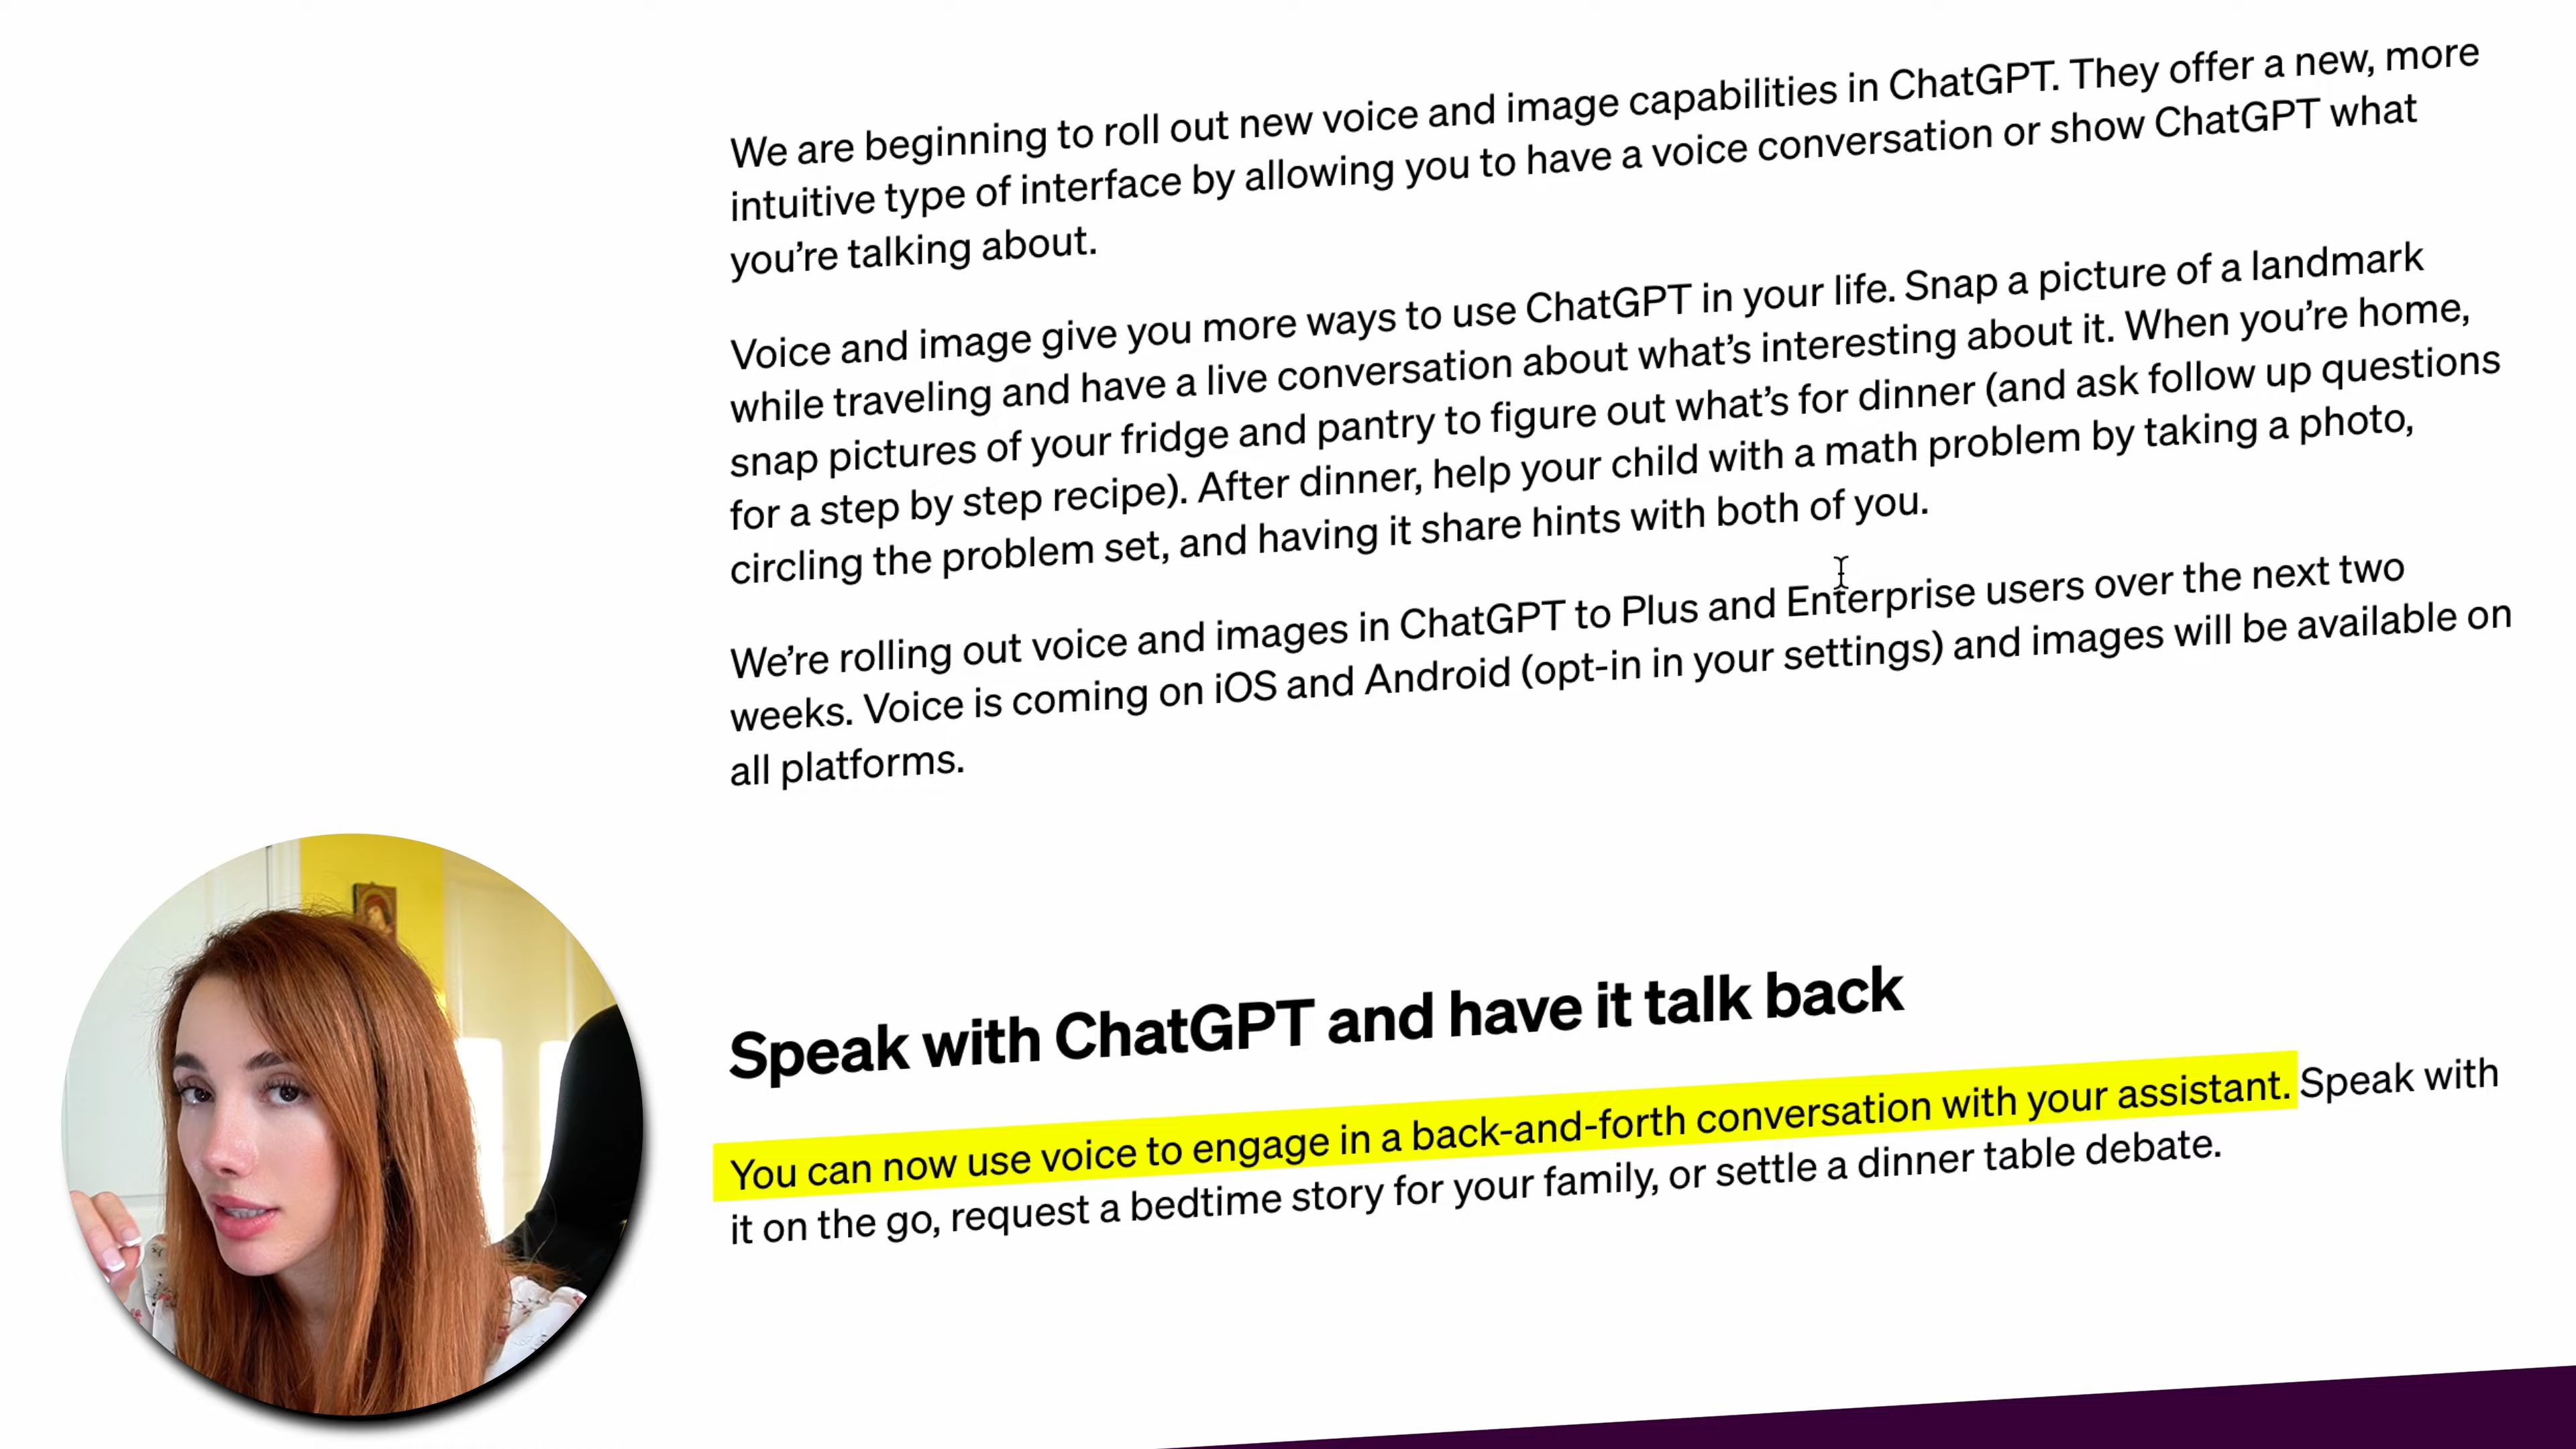 We are beginning to roll out new voice and image capabilities in ChatGPT. They offer a new, more
intuitive type of interface by allowing you to have a voice conversation or show ChatGPT what
you’re talking about.
Voice and image give you more ways to use ChatGPT in your life. Snap a picture of a landmark
while traveling and have a live conversation about what’s interesting about it. When you’re home,
snap pictures of your fridge and pantry to figure out what’s for dinner (and ask follow up questions
for a step by step recipe). After dinner, help your child with a math problem by taking a photo,
circling the problem set, and having it share hints with both of you.
We’re rolling out voice and images in ChatGPT to Plus and Enterprise users over the next two
weeks. Voice is coming on iOS and Android (opt-in in your settings) and images will be available on
all platforms.
Speak with ChatGPT and have it talk back
You can now use voice to engage in a back-and-forth conversation with your assistant. Speak with
it on the go, request a bedtime story for your family, or settle a dinner table debate.